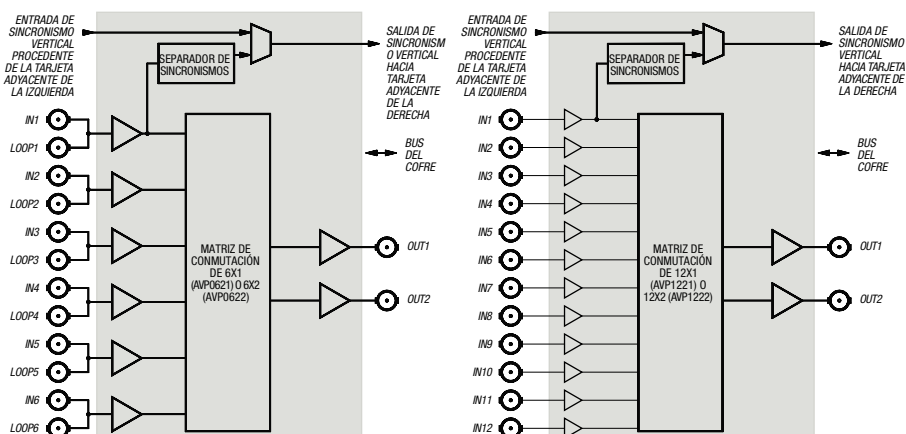 ENTRADA DE
SINCRONISMO
VERTICAL
PROCEDENTE
DE LA TARJETA
ADYACENTE DE
LA IZQUIERDA
SEPARADOR DE
SINCRONISMOS
SALIDA DE
SINCRONISM
O VERTICAL
HACIA
TARJETA
ADYACENTE
DE LA
DERECHA
BUS
DEL
COFRE
IN1
LOOP1
IN2
LOOP2
IN3
LOOP3
IN4
LOOP4
IN5
LOOP5
IN6
LOOP6
MATRIZ DE
CONMUTACIÓN
DE 6X1
(AVP0621) O 6X2
(AVP0622)
OUT1
OUT2
ENTRADA DE
SINCRONISMO
VERTICAL
PROCEDENTE
DE LA TARJETA
ADYACENTE DE
LA IZQUIERDA
SEPARADOR DE
SINCRONISMOS
SALIDA DE
SINCRONISMO
VERTICAL
HACIA TARJETA
ADYACENTE DE
LA DERECHA
BUS
DEL
COFRE
IN1
IN2
IN3
IN4
IN5
IN6
IN7
IN8
IN9
IN10
IN11
IN12
MATRIZ DE
CONMUTACIÓN
DE 12X1
(AVP1221) O
12X2 (AVP1222)
OUT1
OUT2